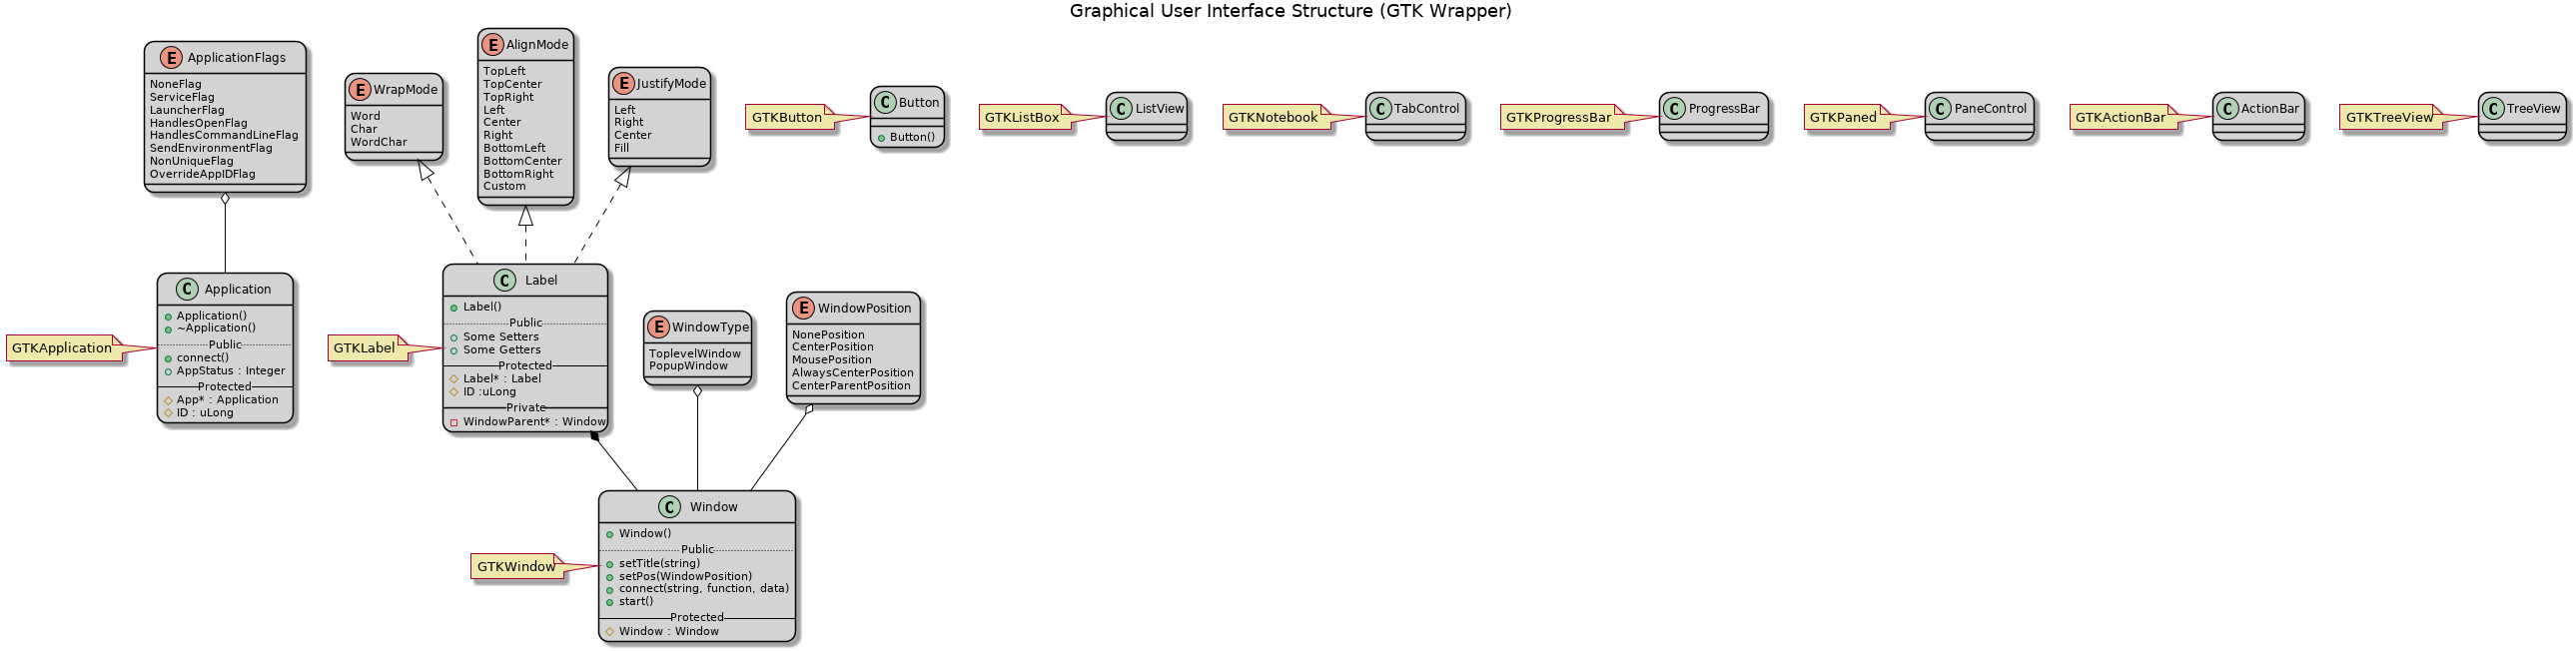 Graphical User Interface Structure (GTK Wrapper)
E ApplicationFlags
NoneFlag
ServiceFlag
LauncherFlag
HandlesOpenFlag
HandlesCommandLineFlag
SendEnvironmentFlag
NonUniqueFlag
OverrideAppIDFlag
E WrapMode
Word
Char
WordChar
E AlignMode
TopLeft
TopCenter
TopRight
Left
Center
Right
BottomLeft
BottomCenter
BottomRight
Custom
E JustifyMode
Left
Right
Center
Fill
GTKButton
C Button
Button()
GTKListBox
C ListView
GTKNotebook
C TabControl
GTKProgressBar
C ProgressBar
GTKPaned
C PaneControl
GTKActionBar
C ActionBar
GTKTreeView
C TreeView
GTKApplication
C Application
Application()
~Application()
Public
connect()
AppStatus : Integer
Protected
App* : Application
ID : uLong
GTKLabel
C Label
Label()
Public
Some Setters
Some Getters
Protected
Label* : Label
ID :uLong
Private
WindowParent* : Window
E WindowType
ToplevelWindow
PopupWindow
E WindowPosition
NonePosition
CenterPosition
MousePosition
AlwaysCenterPosition
CenterParentPosition
GTKWindow
C Window
Window()
Public
setTitle(string)
setPos(WindowPosition)
connect(string, function, data)
start()
Protected
Window : Window